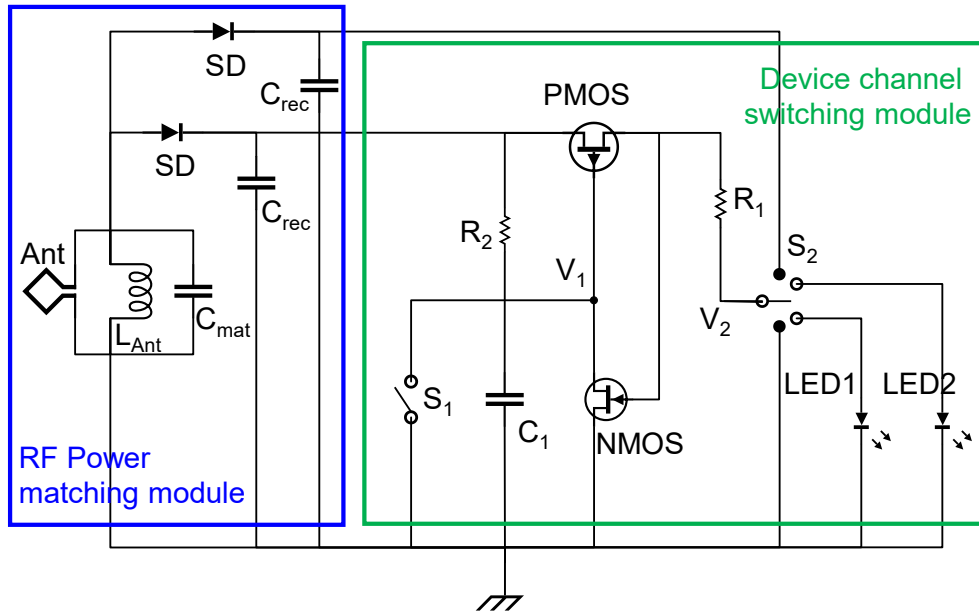 SD
C_rec
Device channel
switching module
PMOS
SD
C_rec
R_1
R_2
S_2
Ant
V_1
C_mat
V_2
L_Ant
S_1
LED1
LED2
C_1
NMOS
RF Power
matching module